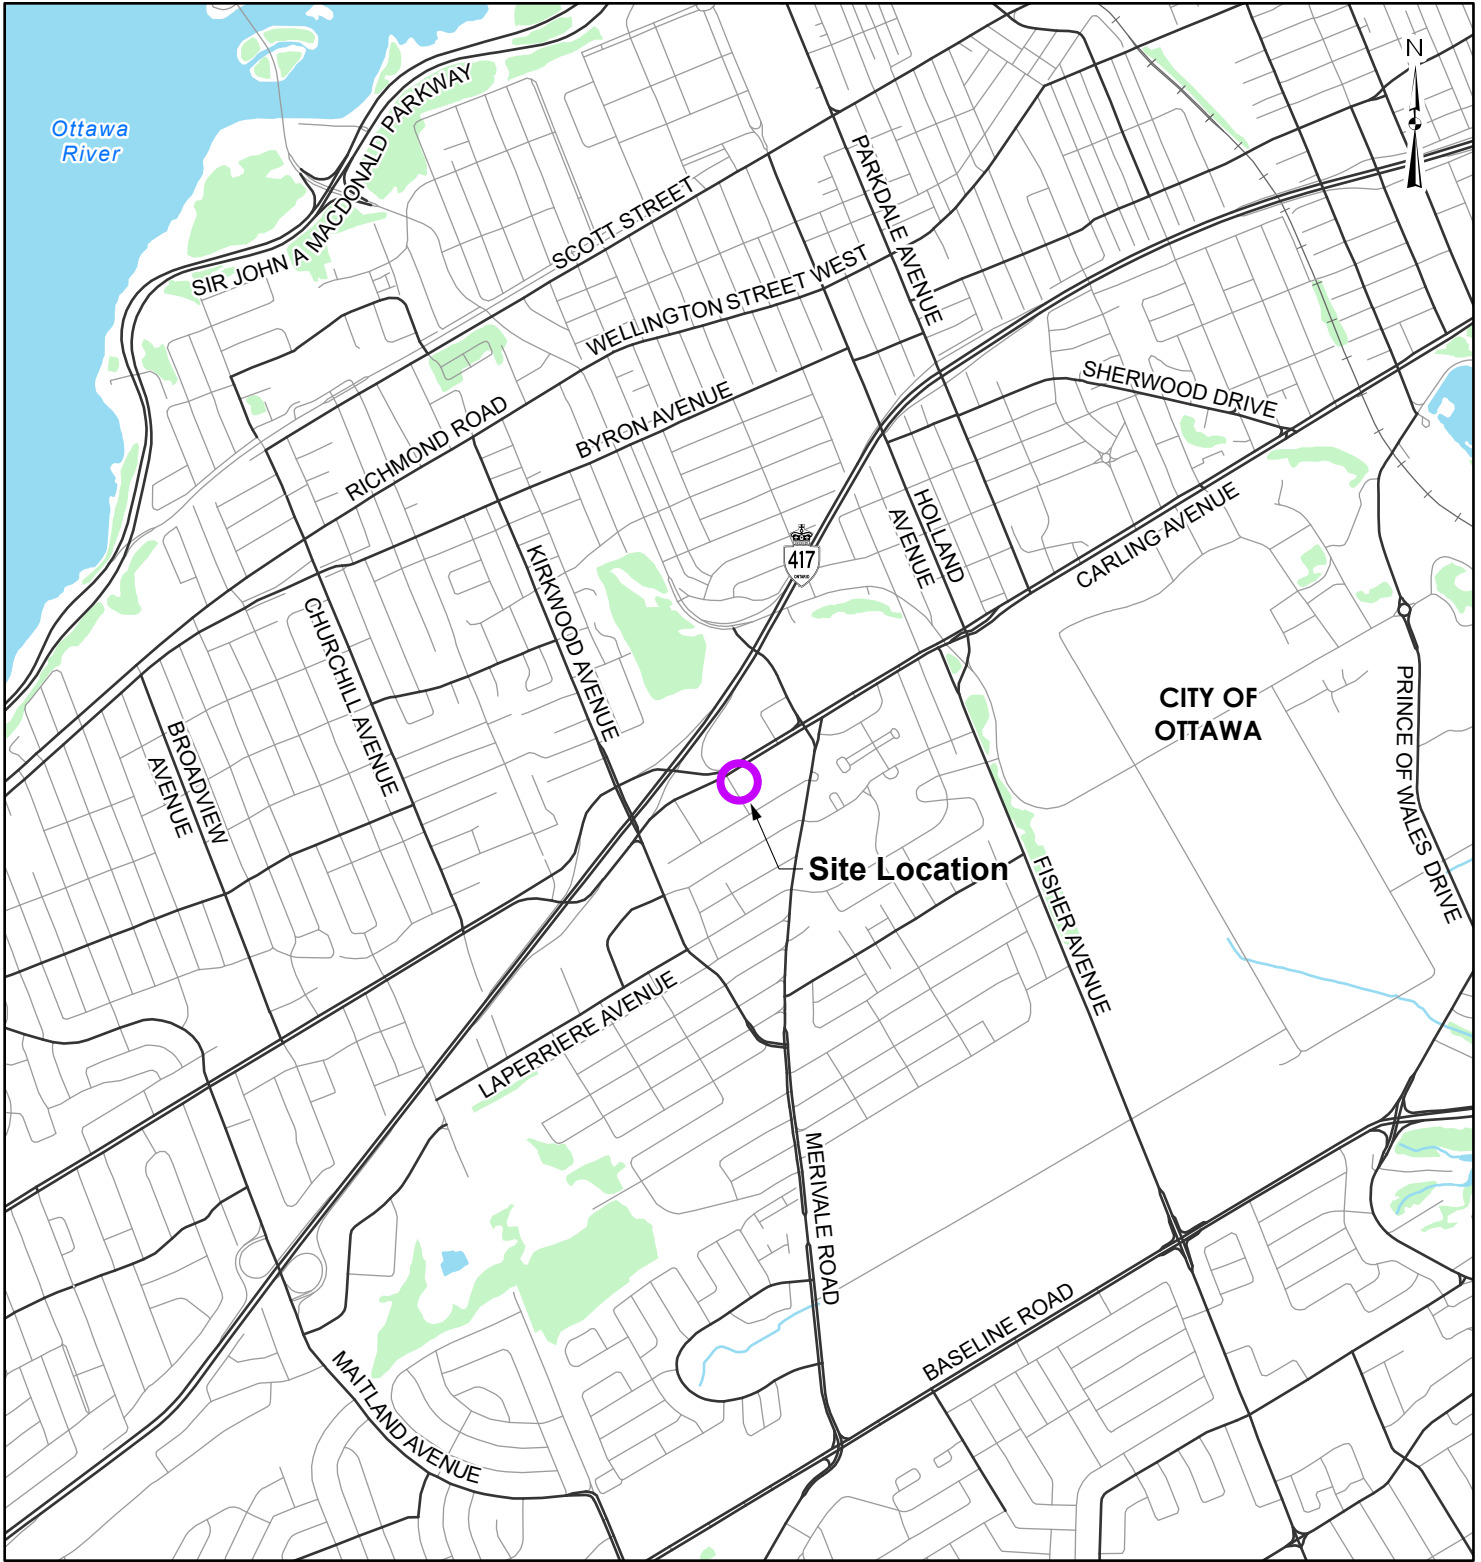 N
Ottawa
River
SIR JOHN A MACDONALD PARKWAY
SCOTT STREET
PARKDALE AVENUE
WELLINGTON STREET WEST
SHERWOOD DRIVE
BYRON AVENUE
RICHMOND ROAD
HOLLAND
AVENUE
CARLING AVENUE
417
ONTARIO
KIRKWOOD AVENUE
CHURCHILL AVENUE
CITY OF
OTTAWA
PRINCE OF WALES DRIVE
BROADVIEW
AVENUE
Site Location
FISHER AVENUE
LAPERRIERE AVENUE
MERIVALE ROAD
BASELINE ROAD
MAITLAND AVENUE